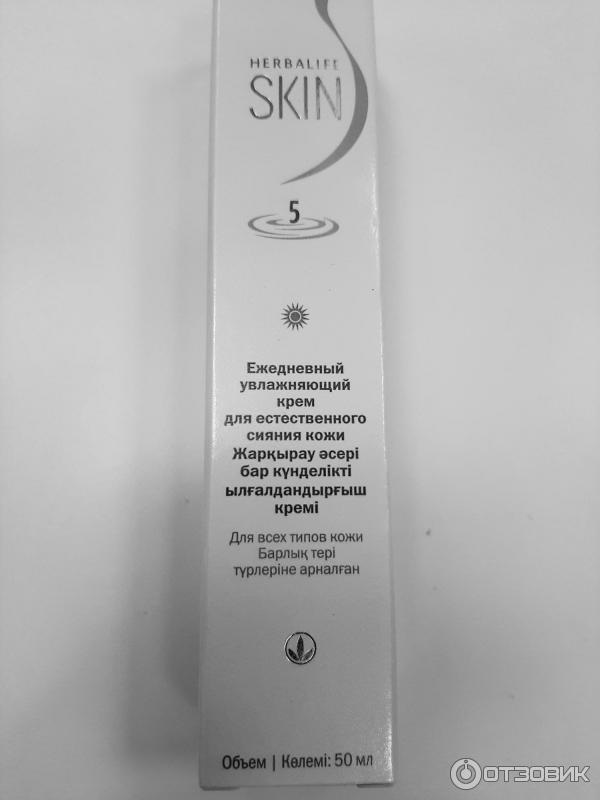 HERBALIFE
SKIN
5
Ежедневный
увлажняющий
крем
для естественного
сияния кожи
Жарқырау әсері
бар күнделікті
ылғалдандырғыш
кремі
Для всех типов кожи
Барлық тері
түрлеріне арналған
Объем | Көлемі: 50 мл
ОТЗОВИК